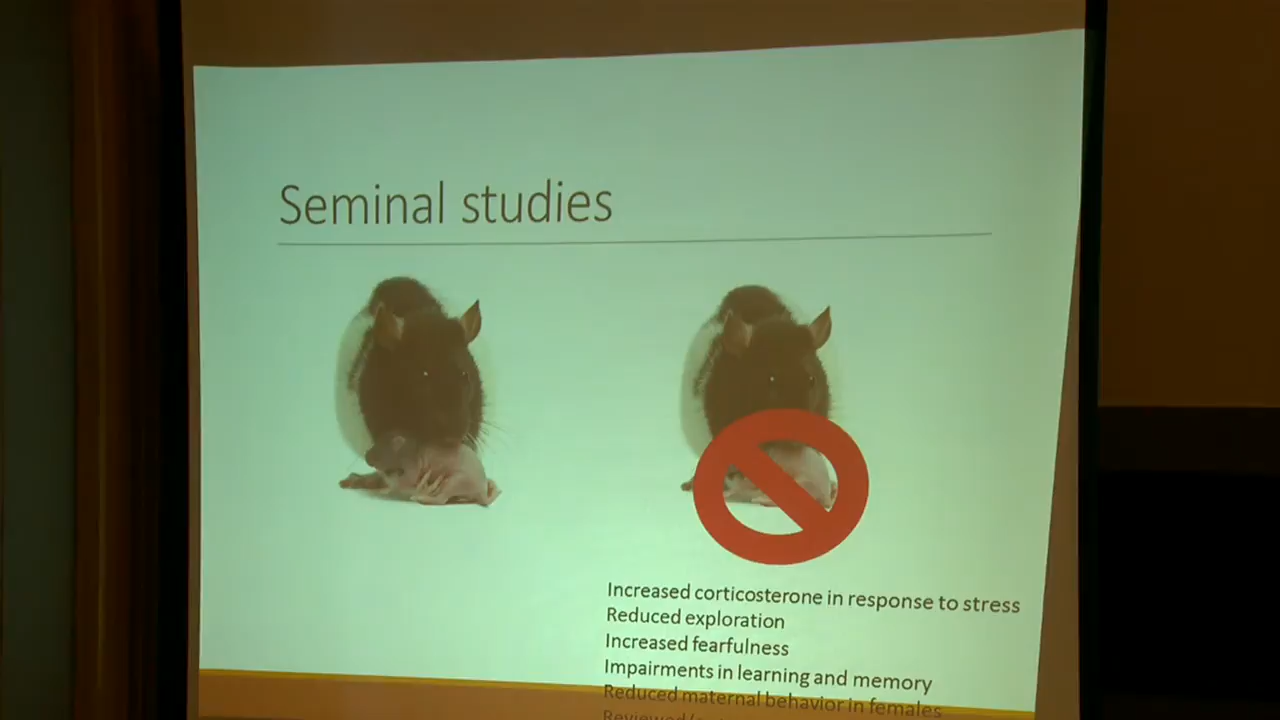 Seminal studies
Increased corticosterone in response to stress
Reduced exploration
Increased fearfulness
Impairments in learning and memory
Reduced maternal behavior in females
Reviewed